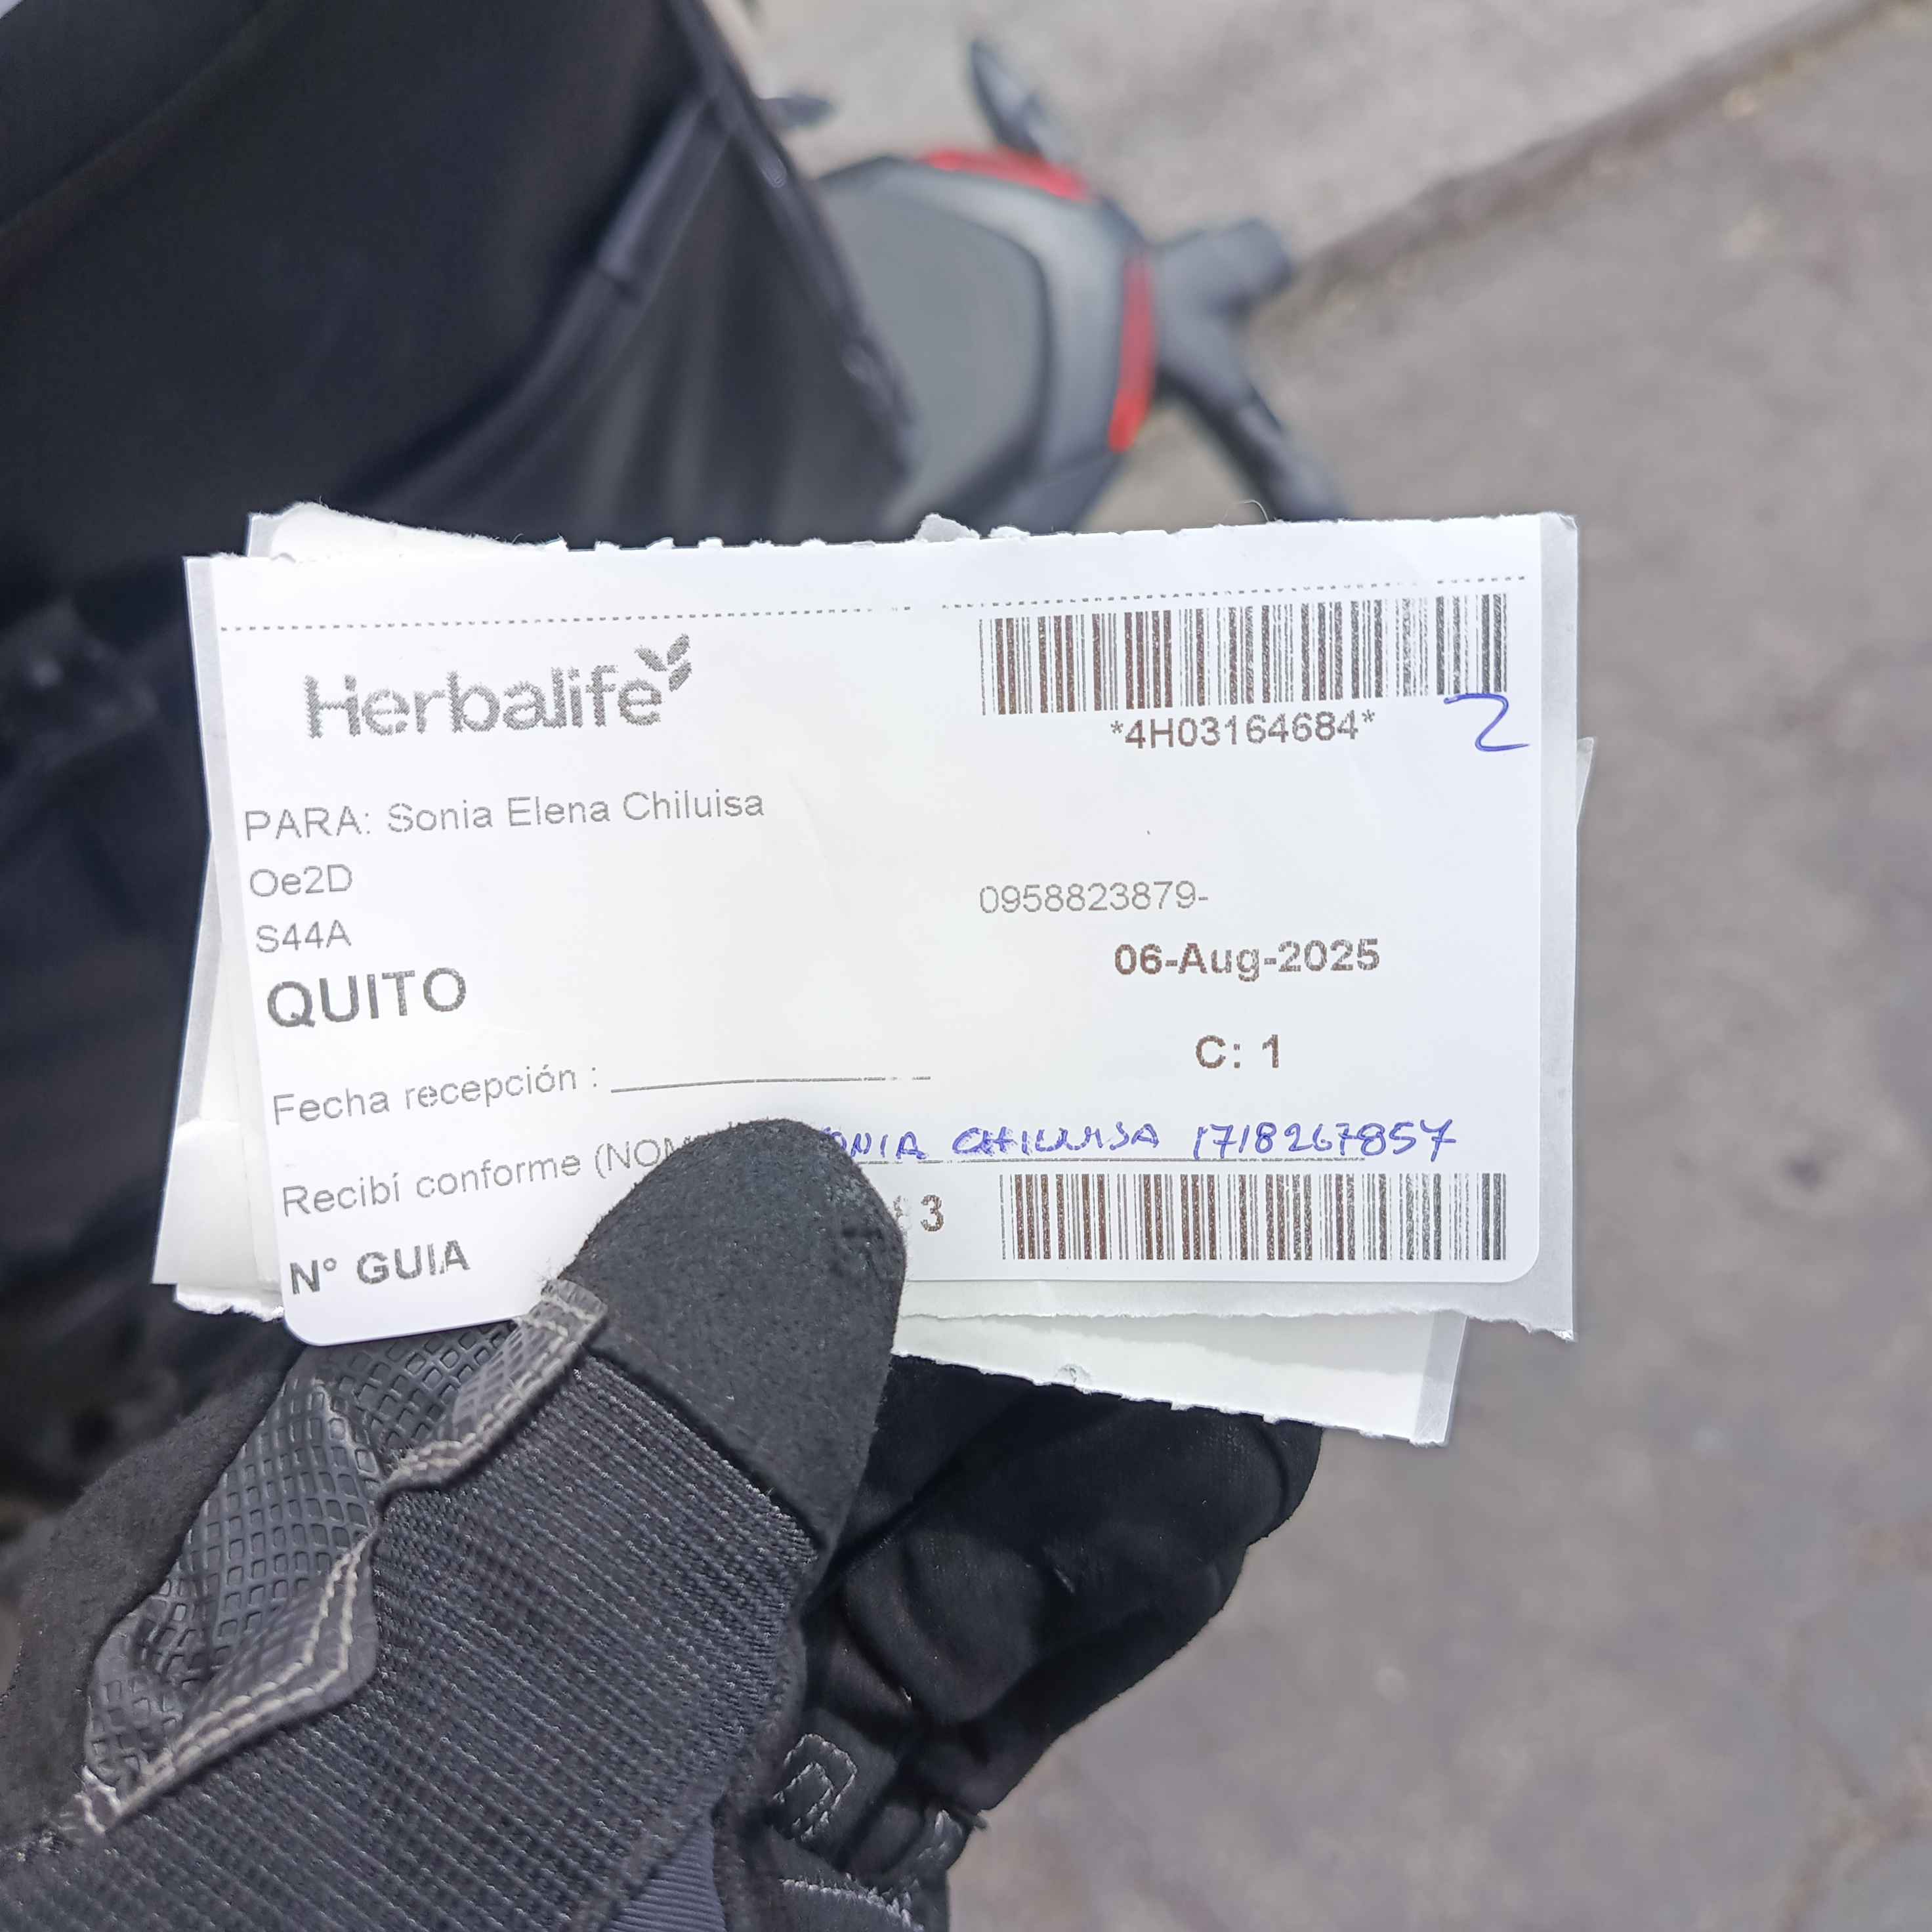 Herbalife
*4H03164684*
2
PARA: Sonia Elena Chiluisa
Oe2D
0958823879-
S44A
06-Aug-2025
QUITO
C: 1
Fecha recepción :
Recibí conforme CHILUISA 1718267857
N° GUIA 3